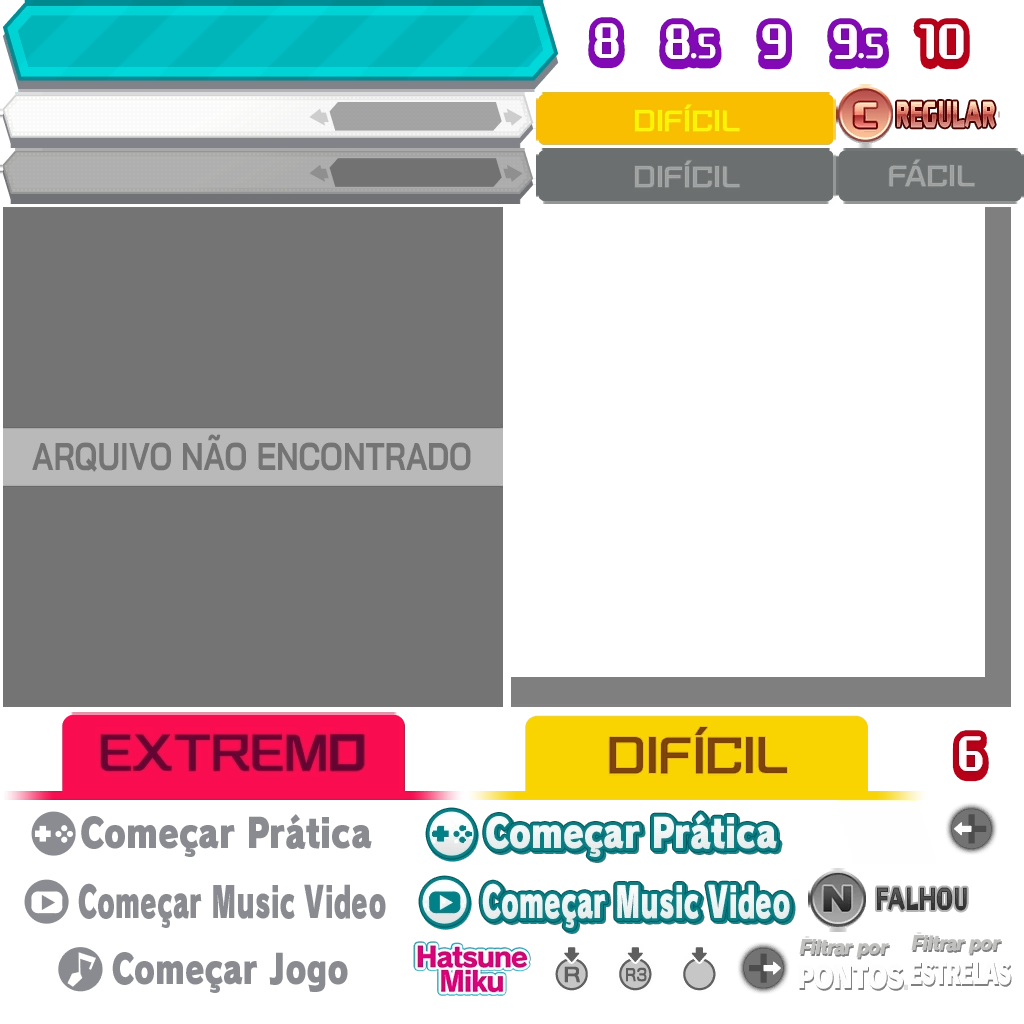 8 8.5 9 9.5 10
DIFÍCIL
C REGULAR
DIFÍCIL
FÁCIL
ARQUIVO NÃO ENCONTRADO
EXTREMO
DIFÍCIL
6
Começar Prática
Começar Prática
Começar Music Video
Começar Music Video
N FALHOU
Começar Jogo
Hatsune
Miku
R
R3
Filtrar por
PONTOS
Filtrar por
ESTRELAS